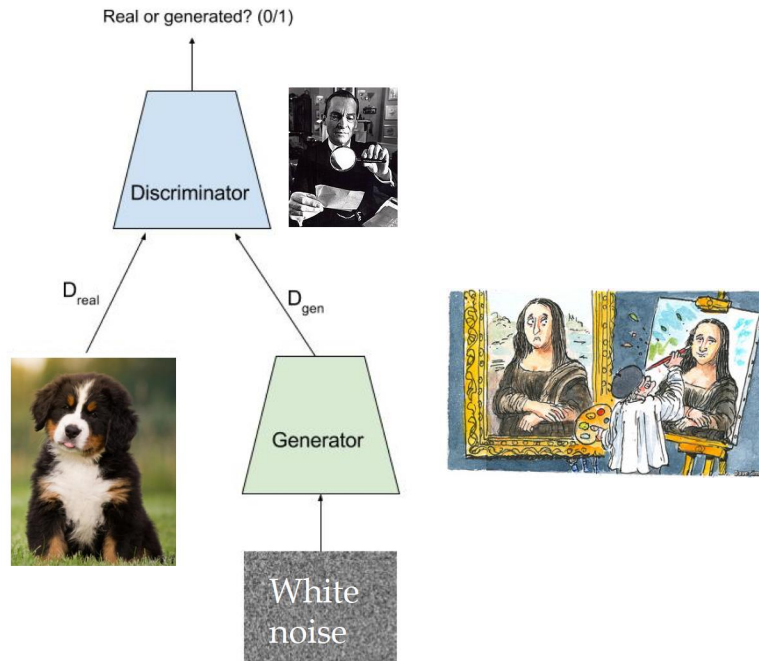 Real or generated? (0/1)
Discriminator
D_real
D_gen
Generator
White
noise